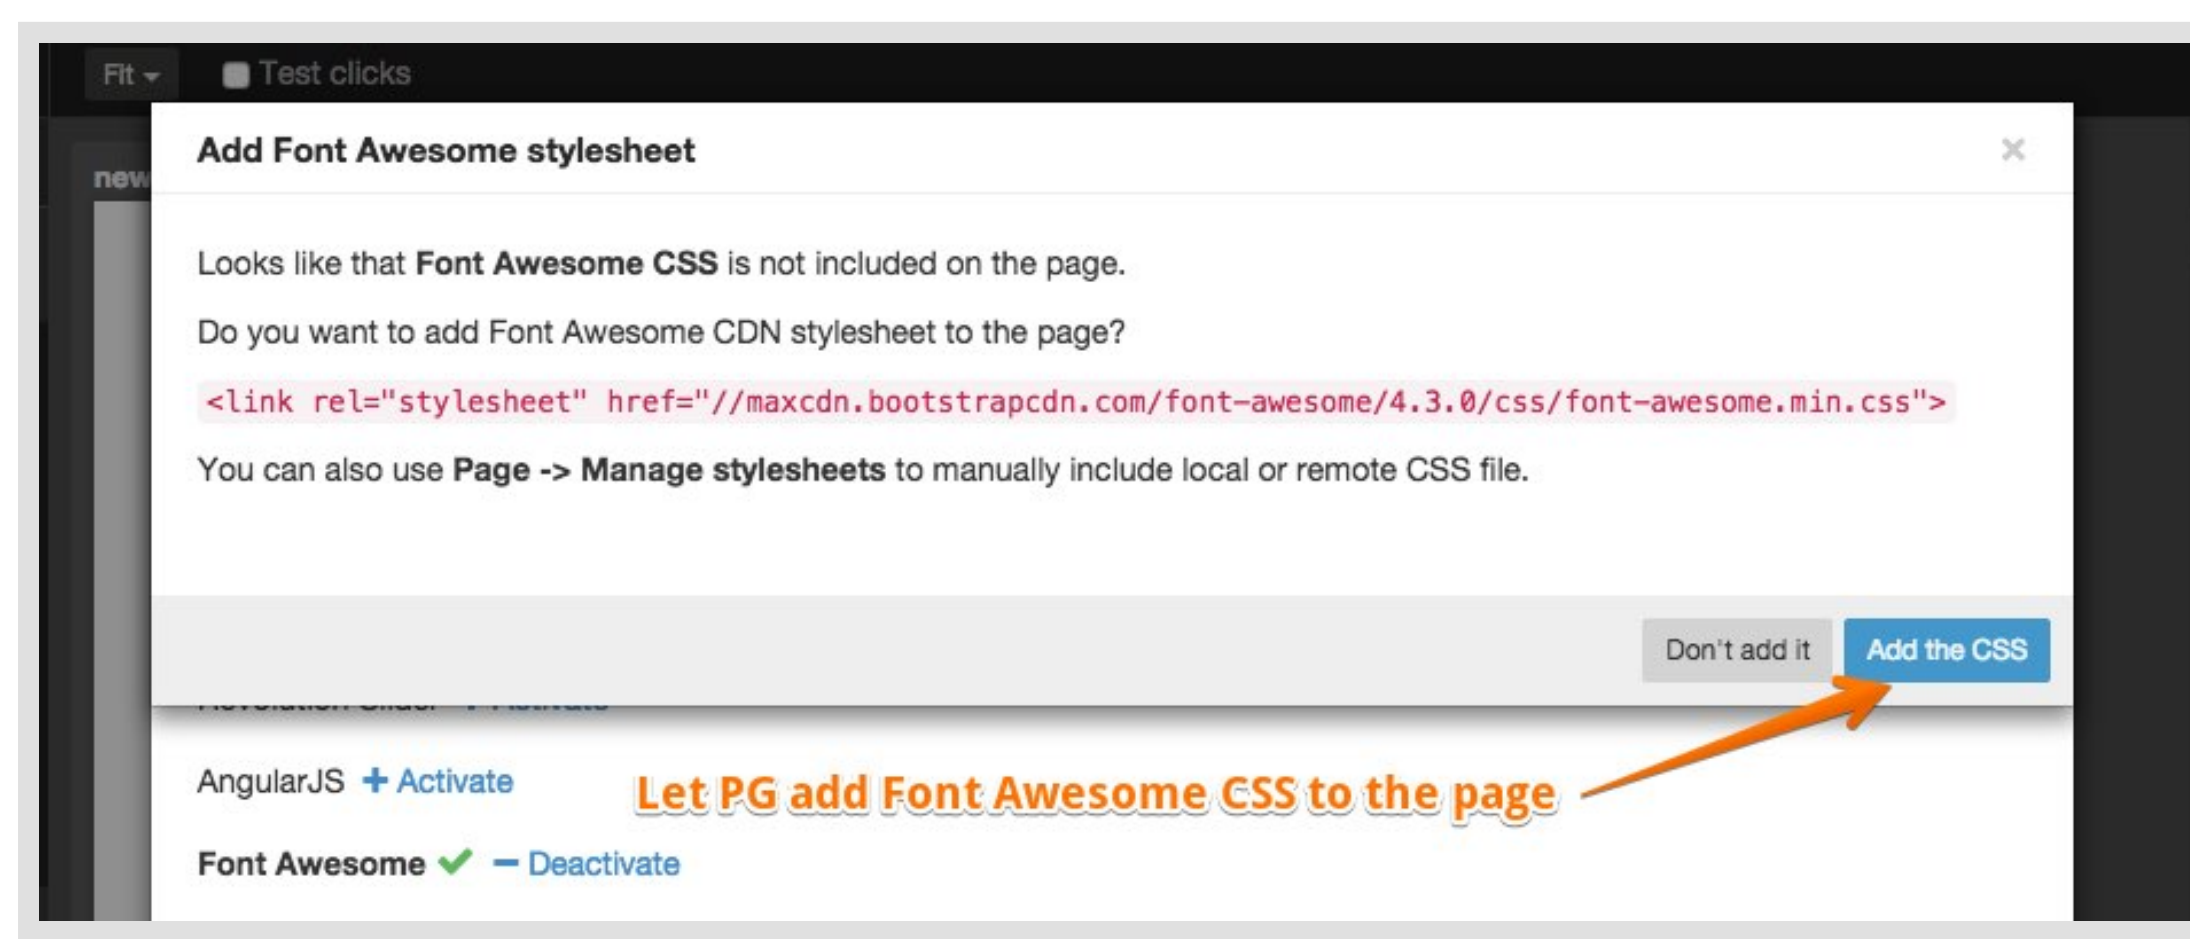 Fit
Test clicks
Add Font Awesome stylesheet
new
Looks like that Font Awesome CSS is not included on the page.
Do you want to add Font Awesome CDN stylesheet to the page?
<link rel="stylesheet" href="//maxcdn.bootstrapcdn.com/font-awesome/4.3.0/css/font-awesome.min.css">
You can also use Page -> Manage stylesheets to manually include local or remote CSS file.
Don't add it
Add the CSS
AngularJS + Activate
Let PG add Font Awesome CSS to the page
Font Awesome ✔ − Deactivate